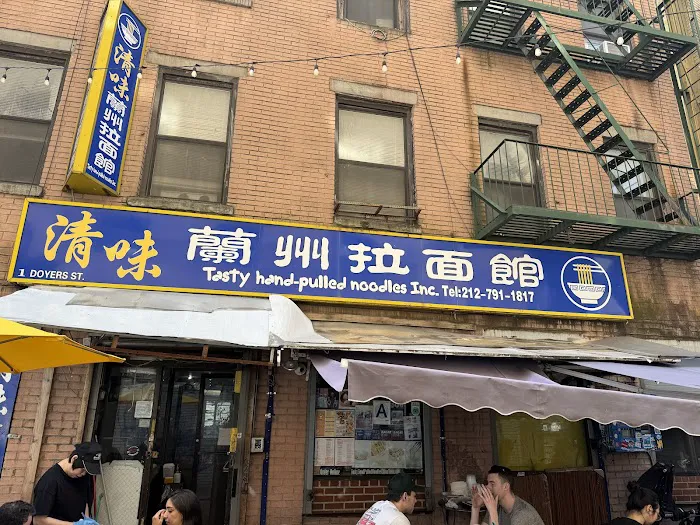 清味蘭州拉面館
清味 蘭州拉面館
Tasty hand-pulled noodles Inc. Tel:212-791-1817
1 DOYERS ST.
A